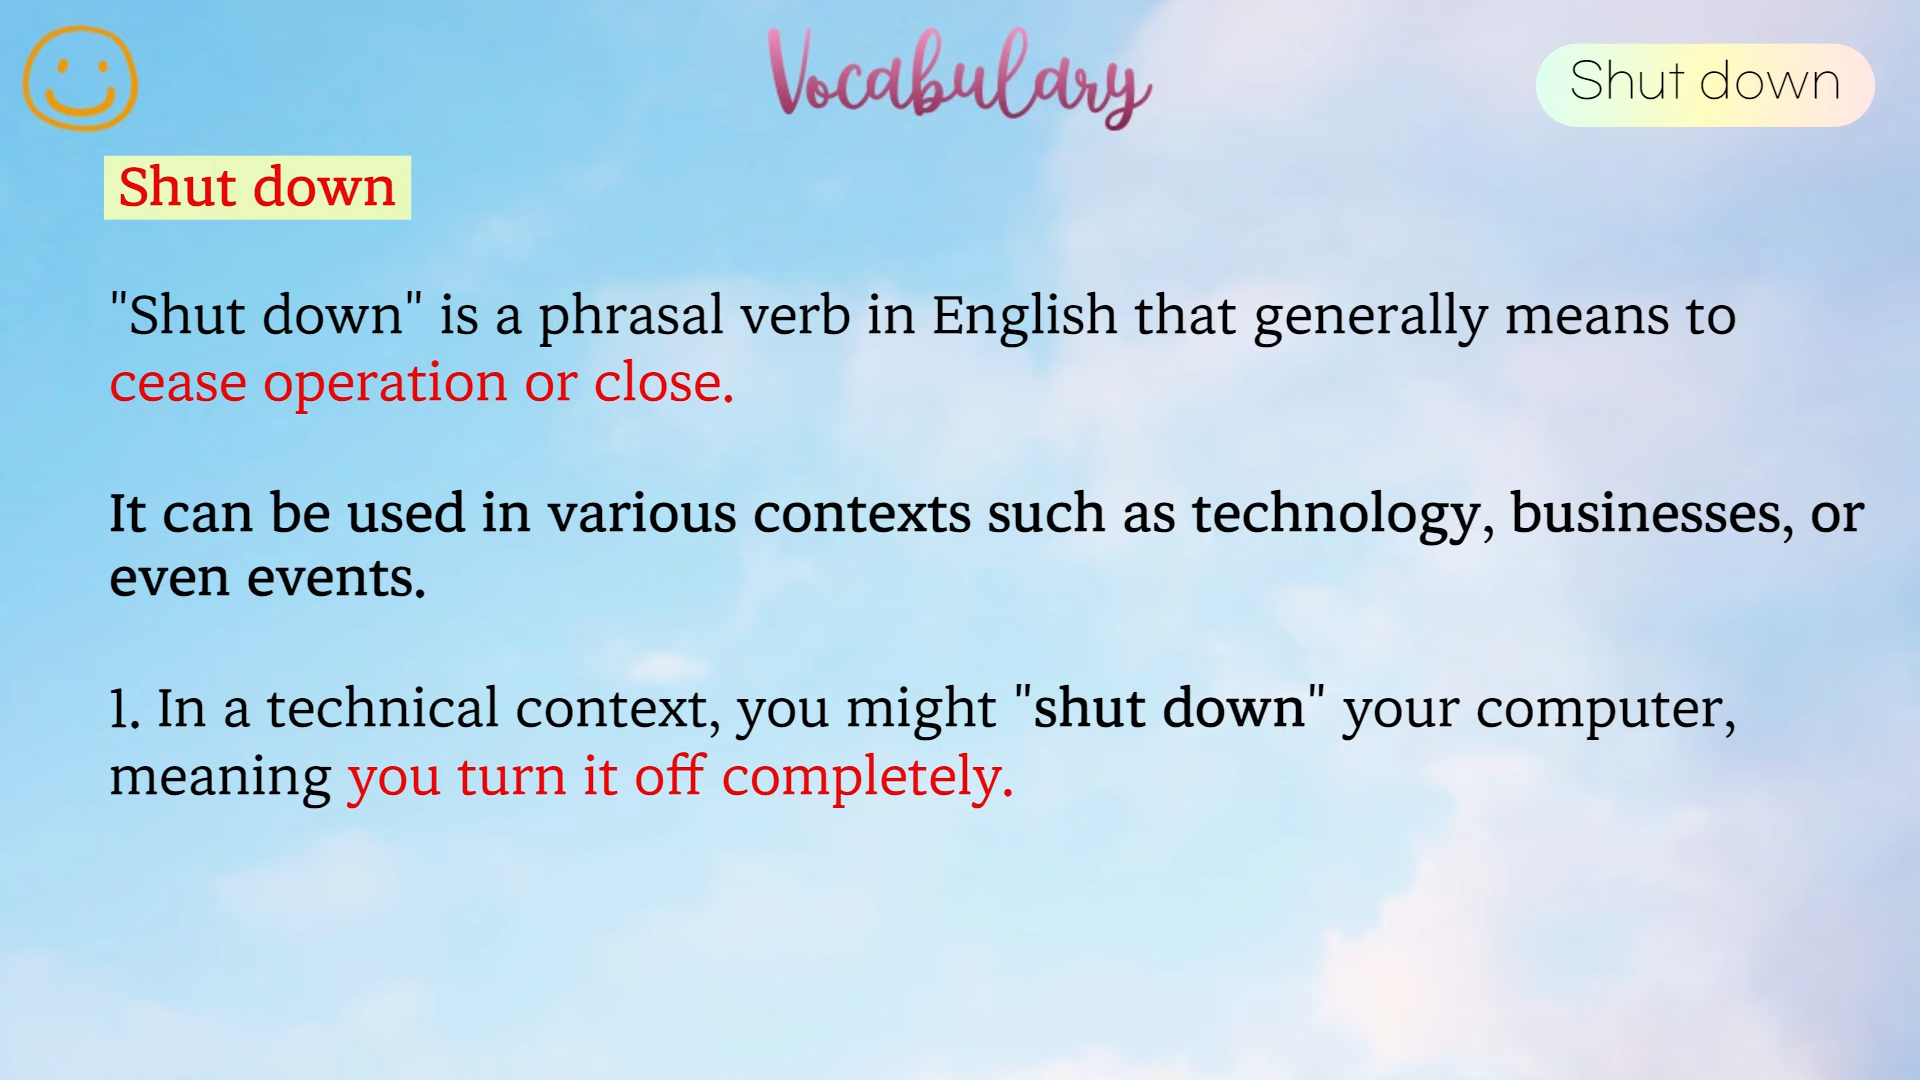 Vocabulary
Shut down
Shut down
"Shut down" is a phrasal verb in English that generally means to
cease operation or close.
It can be used in various contexts such as technology, businesses, or
even events.
1. In a technical context, you might "shut down" your computer,
meaning you turn it off completely.